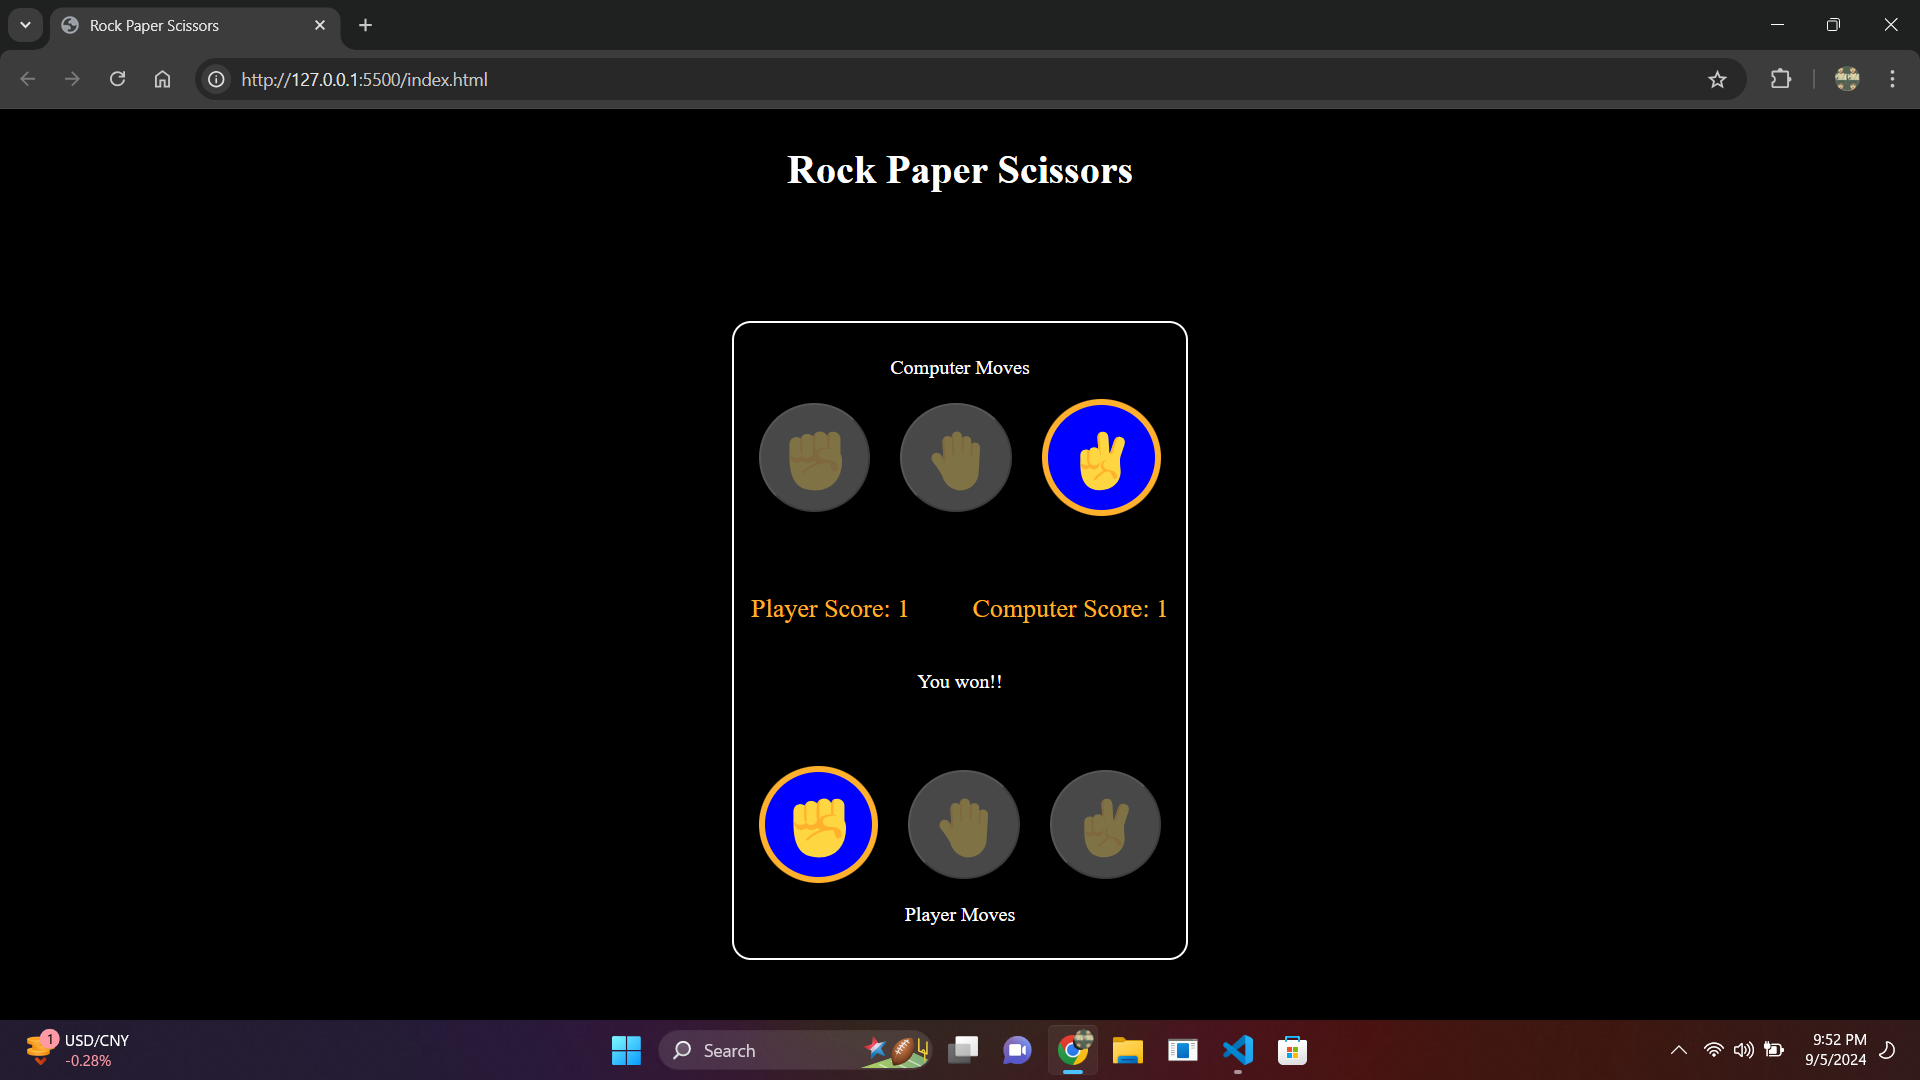 Rock Paper Scissors
http://127.0.0.1:5500/index.html
Rock Paper Scissors
Computer Moves
Player Score: 1
Computer Score: 1
You won!!
Player Moves
1
USD/CNY
-0.28%
Search
9:52 PM
9/5/2024